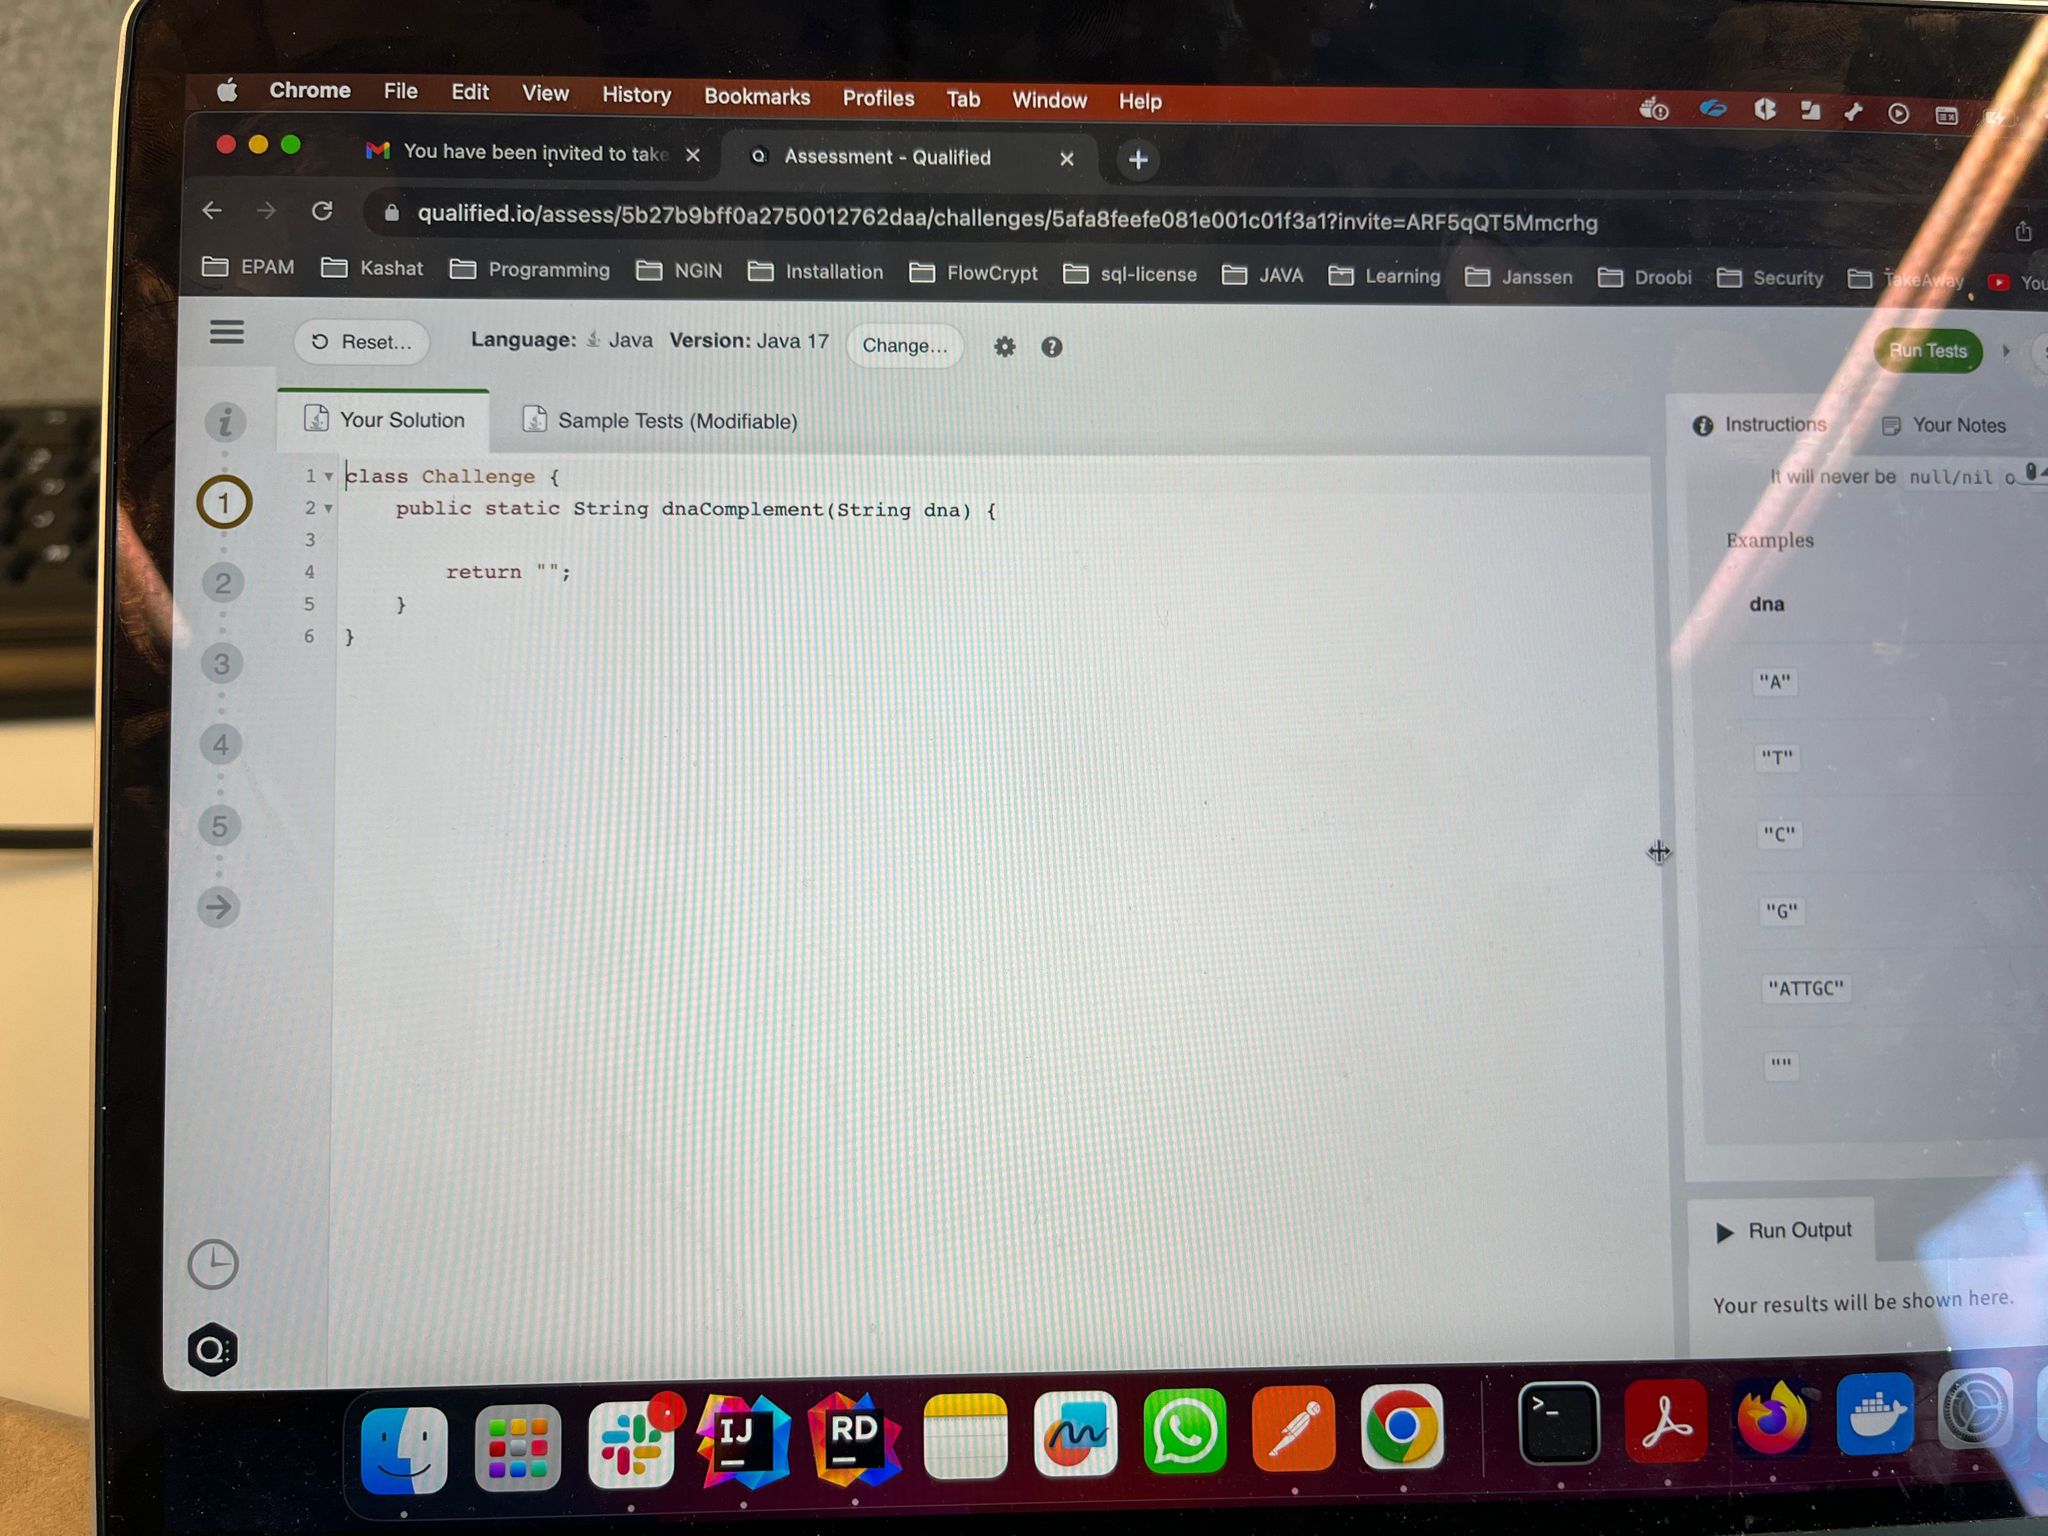 Chrome File Edit View History Bookmarks Profiles Tab Window Help
You have been invited to take
Assessment - Qualified
qualified.io/assess/5b27b9bff0a2750012762daa/challenges/5afa8feefe081e001c01f3a1?invite=ARF5qQT5Mmcrhg
EPAM Kashat Programming NGIN Installation FlowCrypt sql-license JAVA Learning Janssen Droobi Security TakeAway You
Reset... Language: Java Version: Java 17 Change... Run Tests
Your Solution Sample Tests (Modifiable)
1 class Challenge {
2 public static String dnaComplement(String dna) {
3
4 return "";
5 }
6 }
1
2
3
4
5
Instructions Your Notes
It will never be null/nil
Examples
dna
"A"
"T"
"C"
"G"
"ATTGC"
""
Run Output
Your results will be shown here.
Q
IJ
RD
>_